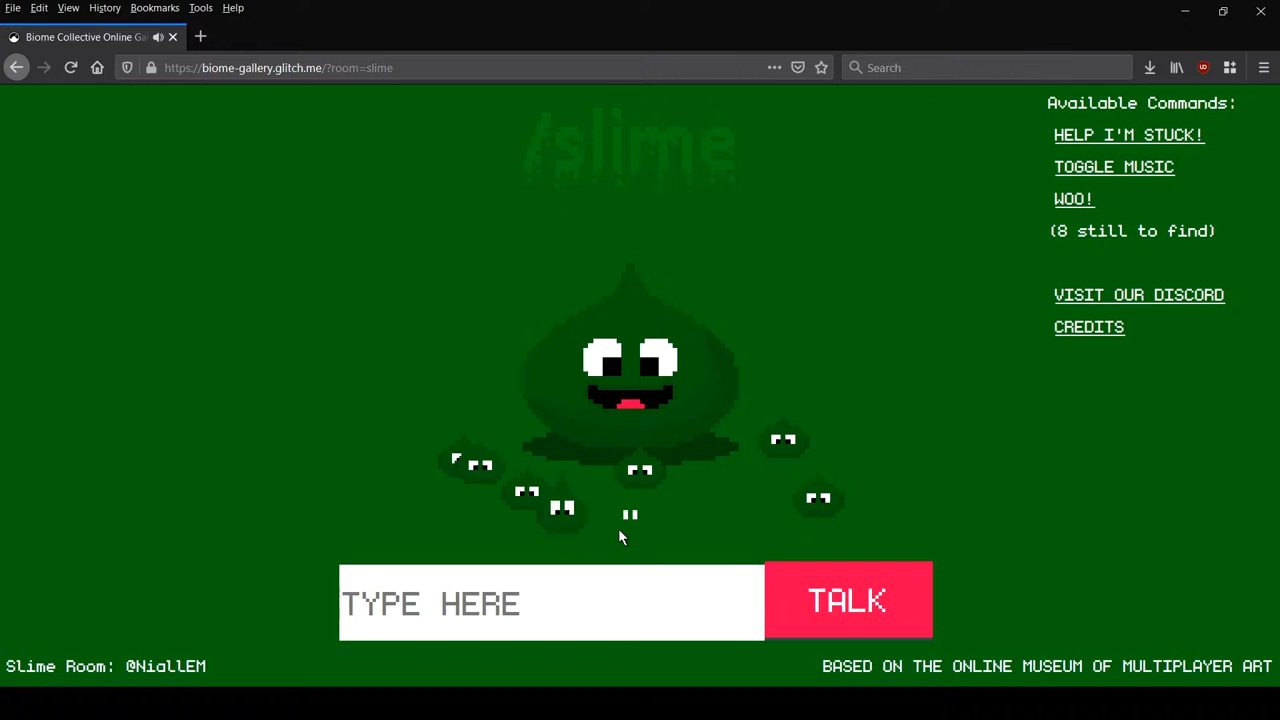 File Edit View History Bookmarks Tools Help
Biome Collective Online Ga
https://biome-gallery.glitch.me/?room=slime
Search
/slime
Available Commands:
HELP I'M STUCK!
TOGGLE MUSIC
WOO!
(8 still to find)
VISIT OUR DISCORD
CREDITS
TYPE HERE
TALK
Slime Room: @NiallEM
BASED ON THE ONLINE MUSEUM OF MULTIPLAYER ART